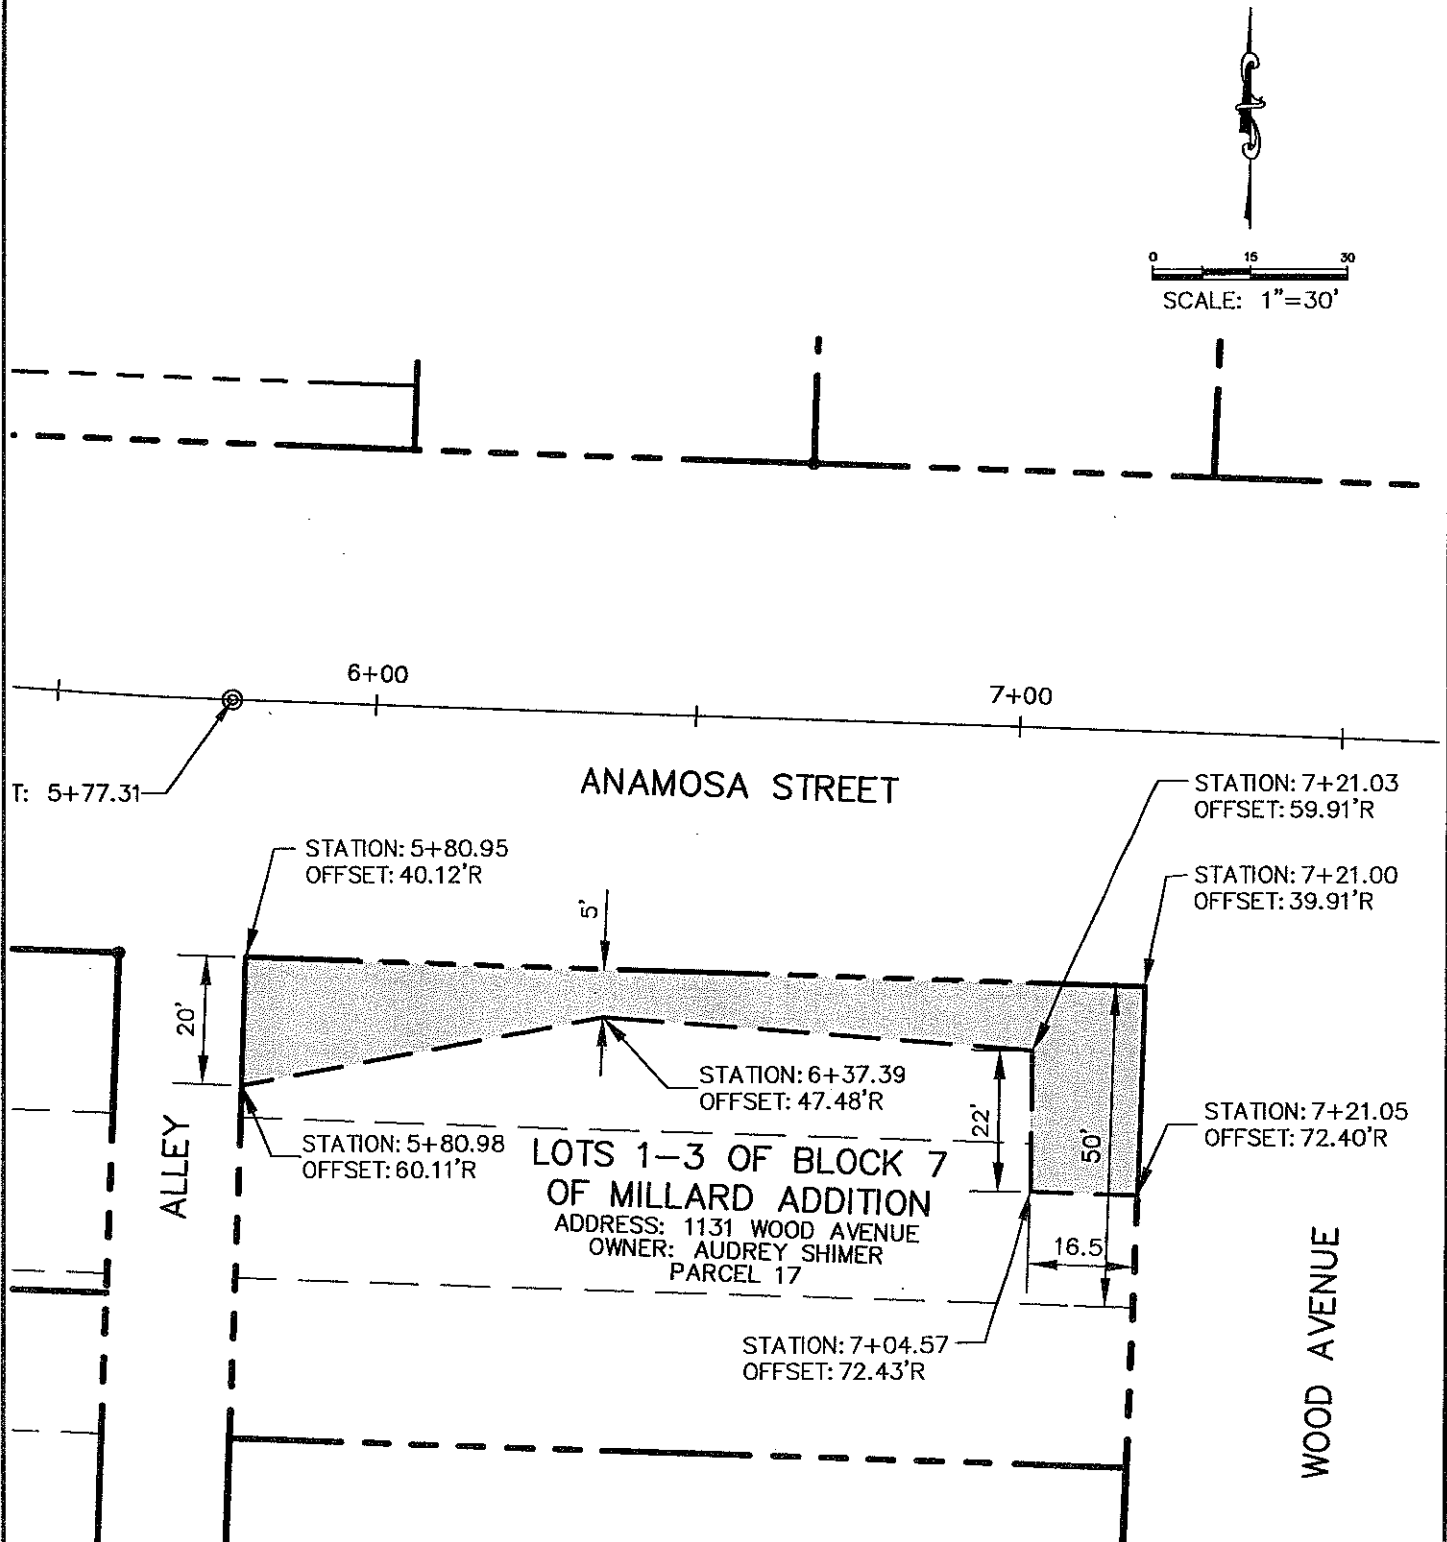 0 15 30
SCALE: 1"=30'
6+00
7+00
T: 5+77.31
ANAMOSA STREET
STATION: 7+21.03
OFFSET: 59.91'R
STATION: 5+80.95
OFFSET: 40.12'R
STATION: 7+21.00
OFFSET: 39.91'R
5'
20'
STATION: 6+37.39
OFFSET: 47.48'R
22'
50'
STATION: 7+21.05
OFFSET: 72.40'R
ALLEY
STATION: 5+80.98
OFFSET: 60.11'R
LOTS 1-3 OF BLOCK 7
OF MILLARD ADDITION
ADDRESS: 1131 WOOD AVENUE
OWNER: AUDREY SHIMER
PARCEL 17
16.5
STATION: 7+04.57
OFFSET: 72.43'R
WOOD AVENUE